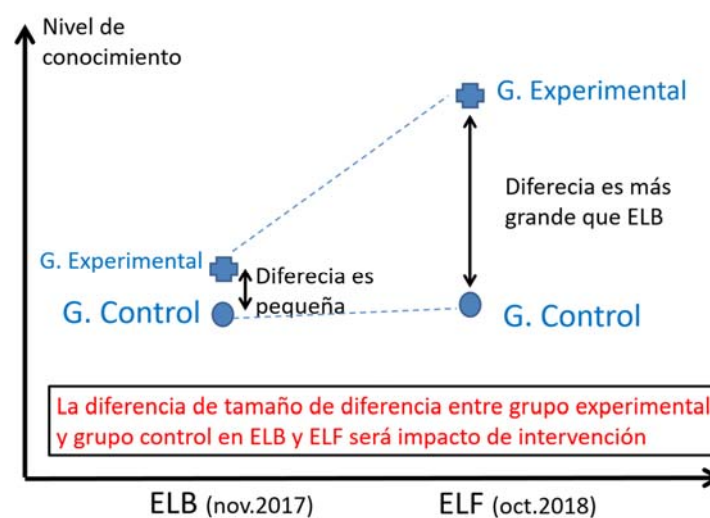 Nivel de
conocimiento
G. Experimental
Diferecia es más
grande que ELB
G. Experimental
Diferecia es
pequeña
G. Control
G. Control
La diferencia de tamaño de diferencia entre grupo experimental
y grupo control en ELB y ELF será impacto de intervención
ELB (nov.2017)
ELF (oct.2018)